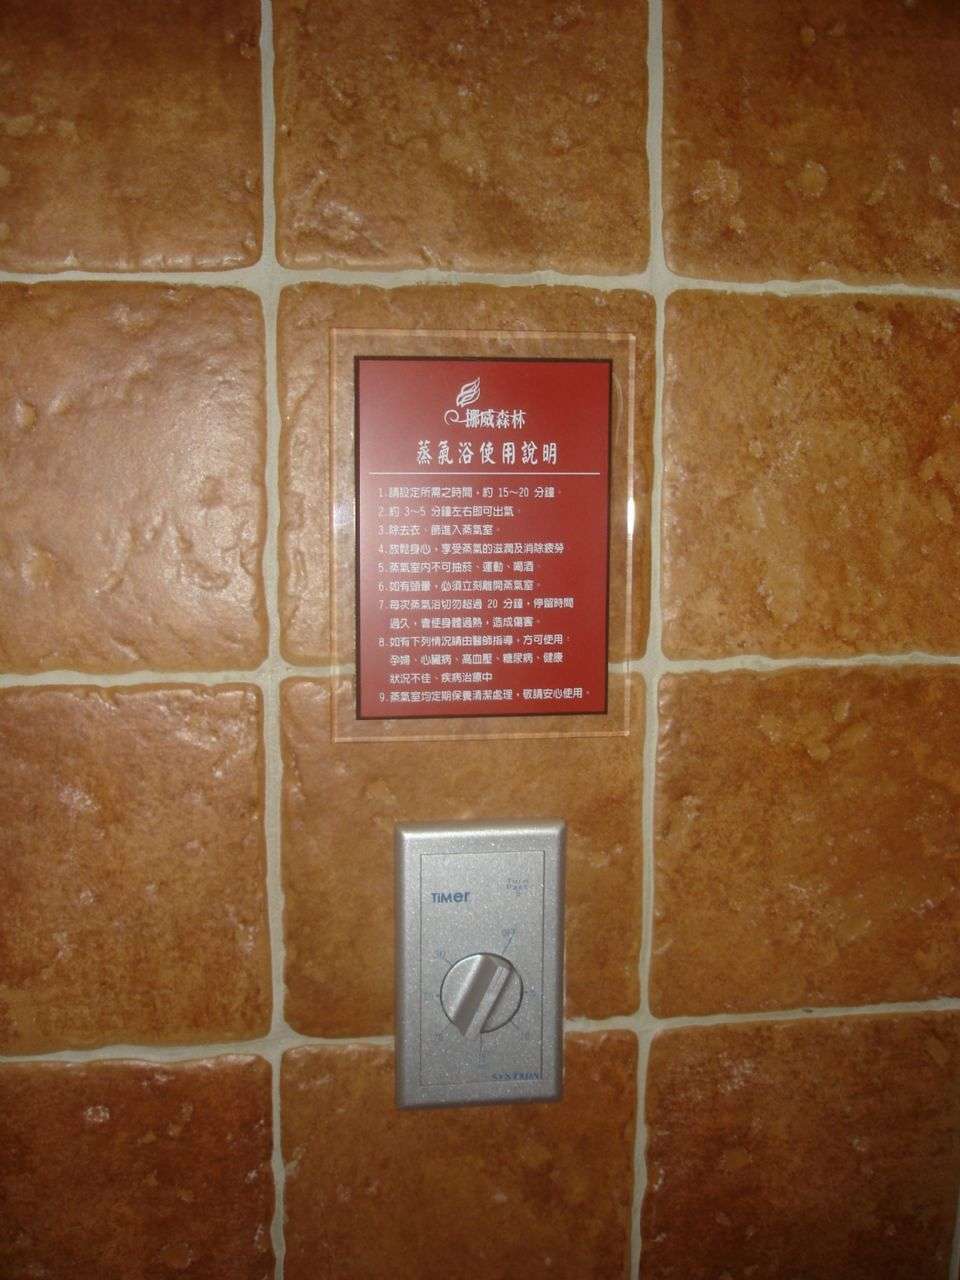 挪威森林
蒸氣浴使用說明
1.請設定所需之時間，約 15～20 分鐘。
2.約 3～5 分鐘左右即可出氣。
3.除去衣、飾進入蒸氣室。
4.放鬆身心，享受蒸氣的滋潤及消除疲勞
5.蒸氣室內不可抽菸、運動、喝酒。
6.如有頭暈，必須立刻離開蒸氣室。
7.每次蒸氣浴切勿超過 20 分鐘，停留時間
過久，會使身體過熱，造成傷害。
8.如有下列情況請由醫師指導，方可使用：
孕婦、心臟病、高血壓、糖尿病、健康
狀況不佳、疾病治療中
9.蒸氣室均定期保養清潔處理，敬請安心使用。
TiMer
OFF
30